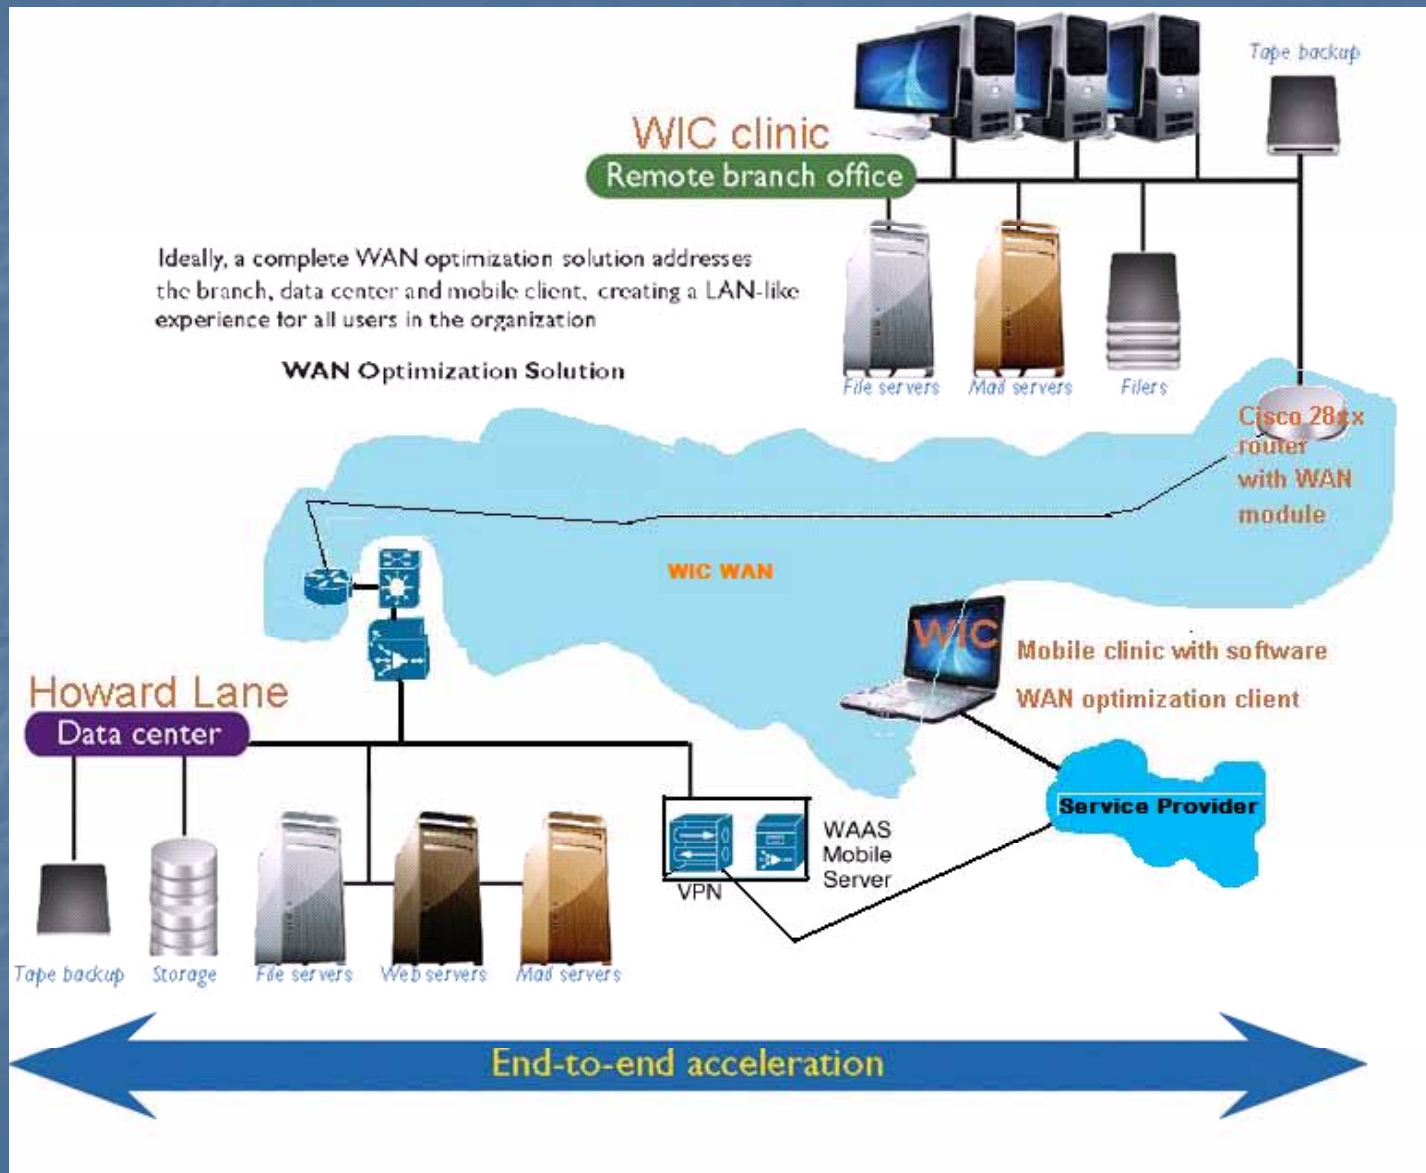 Tape backup
WIC clinic
Remote branch office
Ideally, a complete WAN optimization solution addresses
the branch, data center and mobile client, creating a LAN-like
experience for all users in the organization
WAN Optimization Solution
File servers
Mail servers
Filers
Cisco 28xx
router
with WAN
module
WIC WAN
WIC
Mobile clinic with software
WAN optimization client
Howard Lane
Data center
Service Provider
WAAS
Mobile
Server
VPN
Tape backup
Storage
File servers
Web servers
Mail servers
End-to-end acceleration